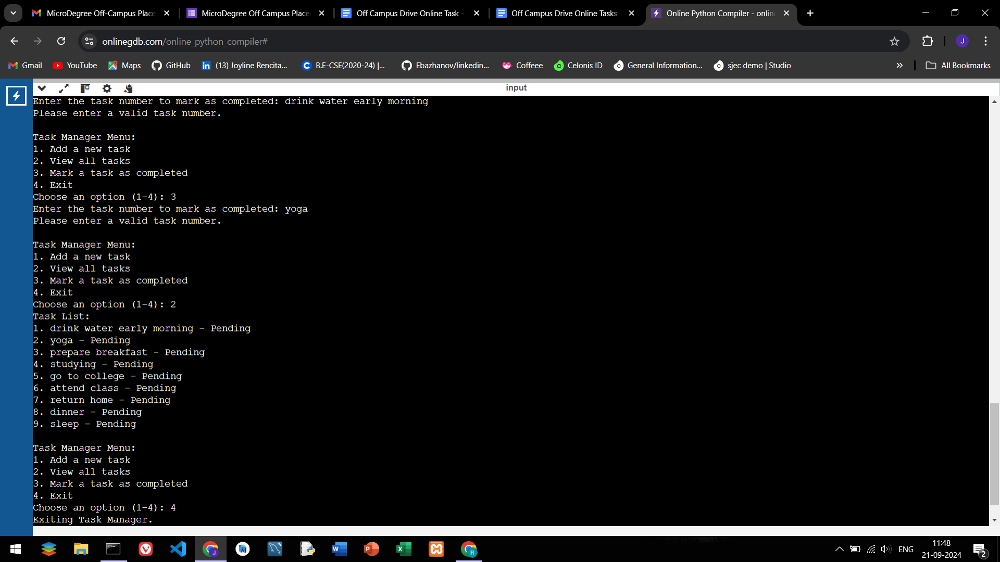 MicroDegree Off-Campus Place
MicroDegree Off Campus Place
Off Campus Drive Online Task -
Off Campus Drive Online Tasks
Online Python Compiler - onlin
onlinegdb.com/online_python_compiler#
J
Gmail
YouTube
Maps
GitHub
(13) Joyline Rencita...
B.E-CSE(2020-24) |...
Ebazhanov/linkedin...
Coffeee
Celonis ID
General Information...
sjec demo | Studio
All Bookmarks
input
Enter the task number to mark as completed: drink water early morning
Please enter a valid task number.
Task Manager Menu:
1. Add a new task
2. View all tasks
3. Mark a task as completed
4. Exit
Choose an option (1-4): 3
Enter the task number to mark as completed: yoga
Please enter a valid task number.
Task Manager Menu:
1. Add a new task
2. View all tasks
3. Mark a task as completed
4. Exit
Choose an option (1-4): 2
Task List:
1. drink water early morning - Pending
2. yoga - Pending
3. prepare breakfast - Pending
4. studying - Pending
5. go to college - Pending
6. attend class - Pending
7. return home - Pending
8. dinner - Pending
9. sleep - Pending
Task Manager Menu:
1. Add a new task
2. View all tasks
3. Mark a task as completed
4. Exit
Choose an option (1-4): 4
Exiting Task Manager.
ENG
11:48
21-09-2024
2